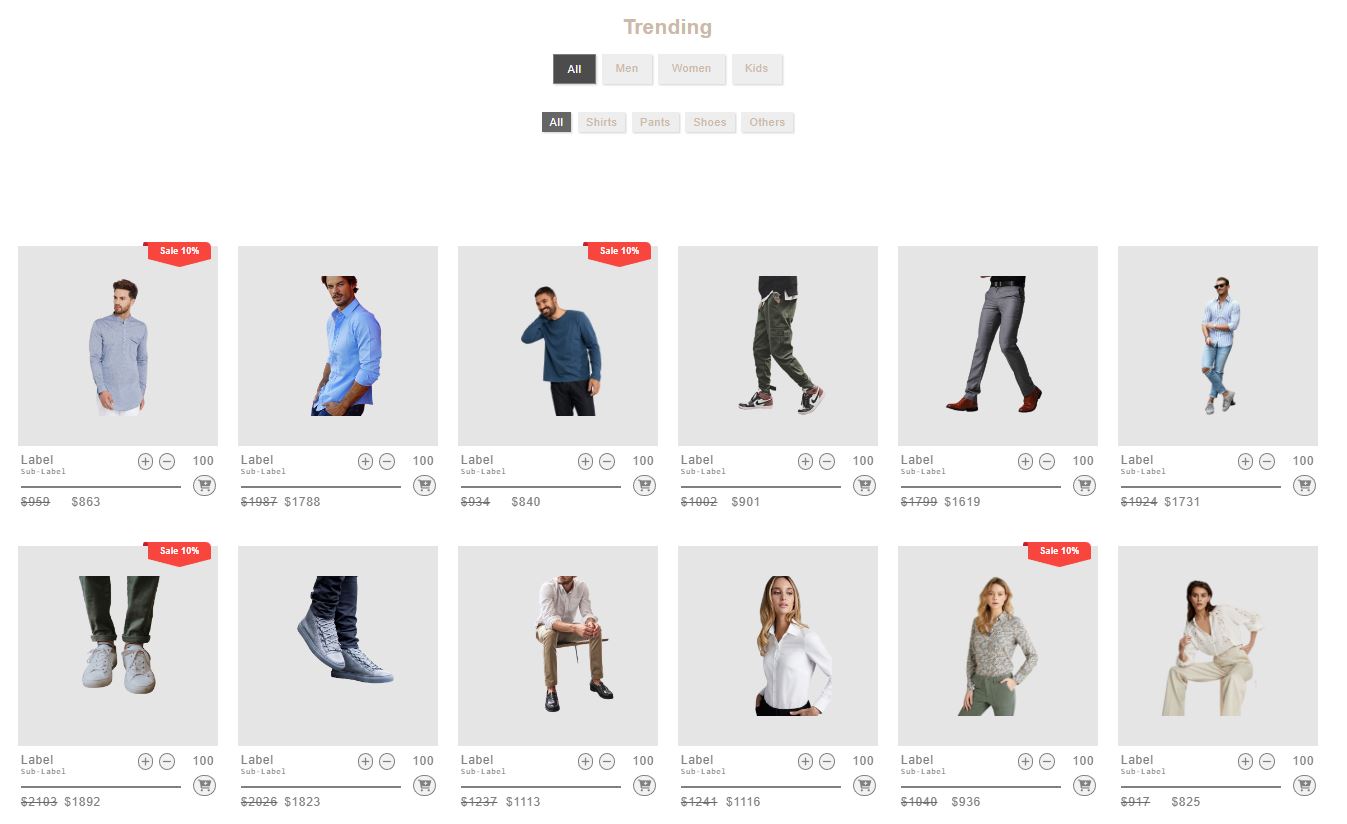 Trending
All Men Women Kids
All Shirts Pants Shoes Others
Sale 10% Sale 10%
Label 100 Label 100 Label 100 Label 100 Label 100 Label 100
Sub-Label Sub-Label Sub-Label Sub-Label Sub-Label Sub-Label
$959 $863 $1987 $1788 $934 $840 $1002 $901 $1799 $1619 $1924 $1731
Sale 10% Sale 10%
Label 100 Label 100 Label 100 Label 100 Label 100 Label 100
Sub-Label Sub-Label Sub-Label Sub-Label Sub-Label Sub-Label
$2103 $1892 $2026 $1823 $1237 $1113 $1241 $1116 $1040 $936 $917 $825